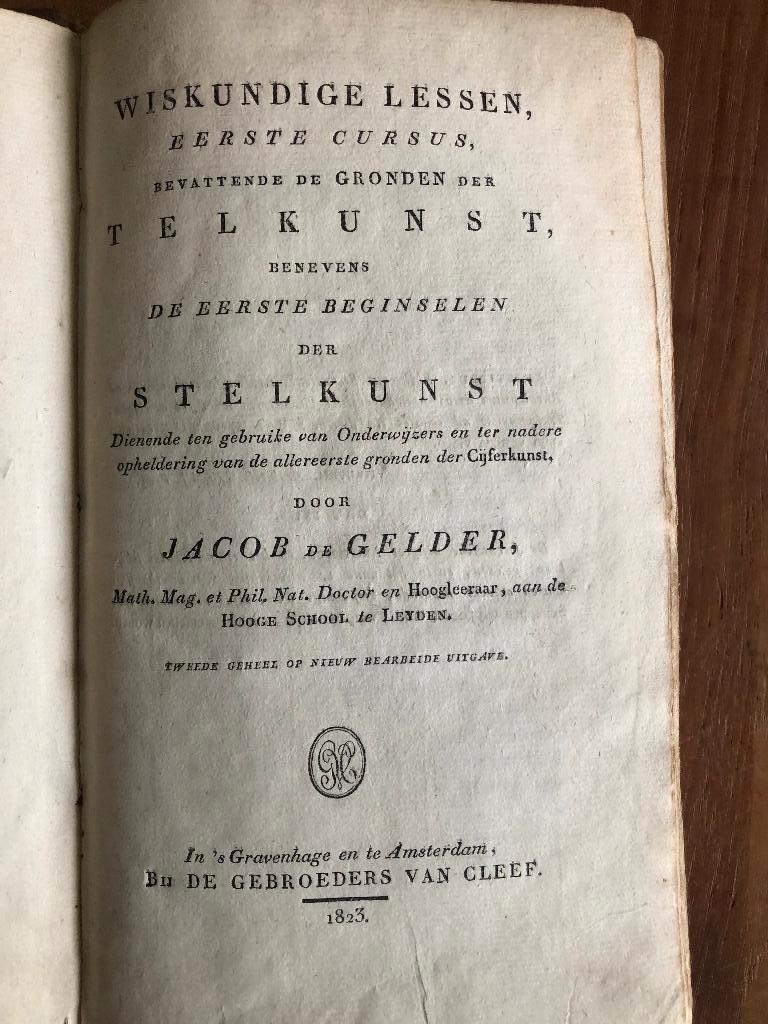 WISKUNDIGE LESSEN,
EERSTE CURSUS,
BEVATTENDE DE GRONDEN DER
TELKUNST,
BENEVENS
DE EERSTE BEGINSELEN
DER
STELKUNST
Dienende ten gebruike van Onderwijzers en ter nadere
opheldering van de allereerste gronden der Cijferkunst,
DOOR
JACOB DE GELDER,
Math. Mag. et Phil. Nat. Doctor en Hoogleeraar, aan de
HOOGE SCHOOL te LEYDEN.
TWEEDE GEHEEL OP NIEUW BEARBEIDE UITGAVE.
In 's Gravenhage en te Amsterdam,
BIJ DE GEBROEDERS VAN CLEEF.
1823.